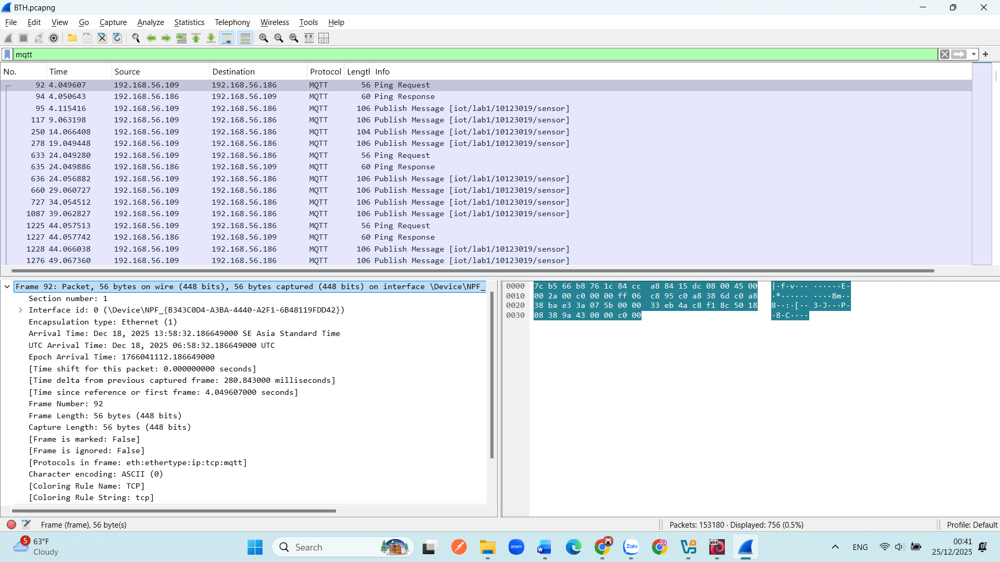 BTH.pcapng
File Edit View Go Capture Analyze Statistics Telephony Wireless Tools Help
mqtt
No. Time Source Destination Protocol Length Info
92 4.049607 192.168.56.109 192.168.56.186 MQTT 56 Ping Request
94 4.050643 192.168.56.186 192.168.56.109 MQTT 60 Ping Response
95 4.115416 192.168.56.109 192.168.56.186 MQTT 106 Publish Message [iot/lab1/10123019/sensor]
117 9.063198 192.168.56.109 192.168.56.186 MQTT 106 Publish Message [iot/lab1/10123019/sensor]
250 14.066408 192.168.56.109 192.168.56.186 MQTT 104 Publish Message [iot/lab1/10123019/sensor]
278 19.049448 192.168.56.109 192.168.56.186 MQTT 106 Publish Message [iot/lab1/10123019/sensor]
633 24.049280 192.168.56.109 192.168.56.186 MQTT 56 Ping Request
635 24.049886 192.168.56.186 192.168.56.109 MQTT 60 Ping Response
636 24.056882 192.168.56.109 192.168.56.186 MQTT 106 Publish Message [iot/lab1/10123019/sensor]
660 29.060727 192.168.56.109 192.168.56.186 MQTT 106 Publish Message [iot/lab1/10123019/sensor]
727 34.054512 192.168.56.109 192.168.56.186 MQTT 106 Publish Message [iot/lab1/10123019/sensor]
1087 39.062827 192.168.56.109 192.168.56.186 MQTT 106 Publish Message [iot/lab1/10123019/sensor]
1225 44.057513 192.168.56.109 192.168.56.186 MQTT 56 Ping Request
1227 44.057742 192.168.56.186 192.168.56.109 MQTT 60 Ping Response
1228 44.066038 192.168.56.109 192.168.56.186 MQTT 106 Publish Message [iot/lab1/10123019/sensor]
1276 49.067360 192.168.56.109 192.168.56.186 MQTT 106 Publish Message [iot/lab1/10123019/sensor]
Frame 92: Packet, 56 bytes on wire (448 bits), 56 bytes captured (448 bits) on interface \Device\NPF_
Section number: 1
Interface id: 0 (\Device\NPF_{B343C0D4-A3BA-4440-A2F1-6B48119FDD42})
Encapsulation type: Ethernet (1)
Arrival Time: Dec 18, 2025 13:58:32.186649000 SE Asia Standard Time
UTC Arrival Time: Dec 18, 2025 06:58:32.186649000 UTC
Epoch Arrival Time: 1766041112.186649000
[Time shift for this packet: 0.000000000 seconds]
[Time delta from previous captured frame: 280.843000 milliseconds]
[Time since reference or first frame: 4.049607000 seconds]
Frame Number: 92
Frame Length: 56 bytes (448 bits)
Capture Length: 56 bytes (448 bits)
[Frame is marked: False]
[Frame is ignored: False]
[Protocols in frame: eth:ethertype:ip:tcp:mqtt]
Character encoding: ASCII (0)
[Coloring Rule Name: TCP]
[Coloring Rule String: tcp]
0000 7c b5 66 b8 76 1c 84 cc a8 84 15 dc 08 00 45 00 |·f·v··· ······E·
0010 00 2a 00 c0 00 00 ff 06 c8 95 c0 a8 38 6d c0 a8 ·*······ ····8m··
0020 38 ba e3 3a 07 5b 00 00 33 eb 4a c8 f1 8c 50 18 8··:·[·· 3·J···P·
0030 08 38 9a 43 00 00 c0 00 ·8·C····
Frame (frame), 56 byte(s)
Packets: 153180 · Displayed: 756 (0.5%)
Profile: Default
5
63°F
Cloudy
Search
zoom
W
Zalo
X64
ENG
00:41
25/12/2025